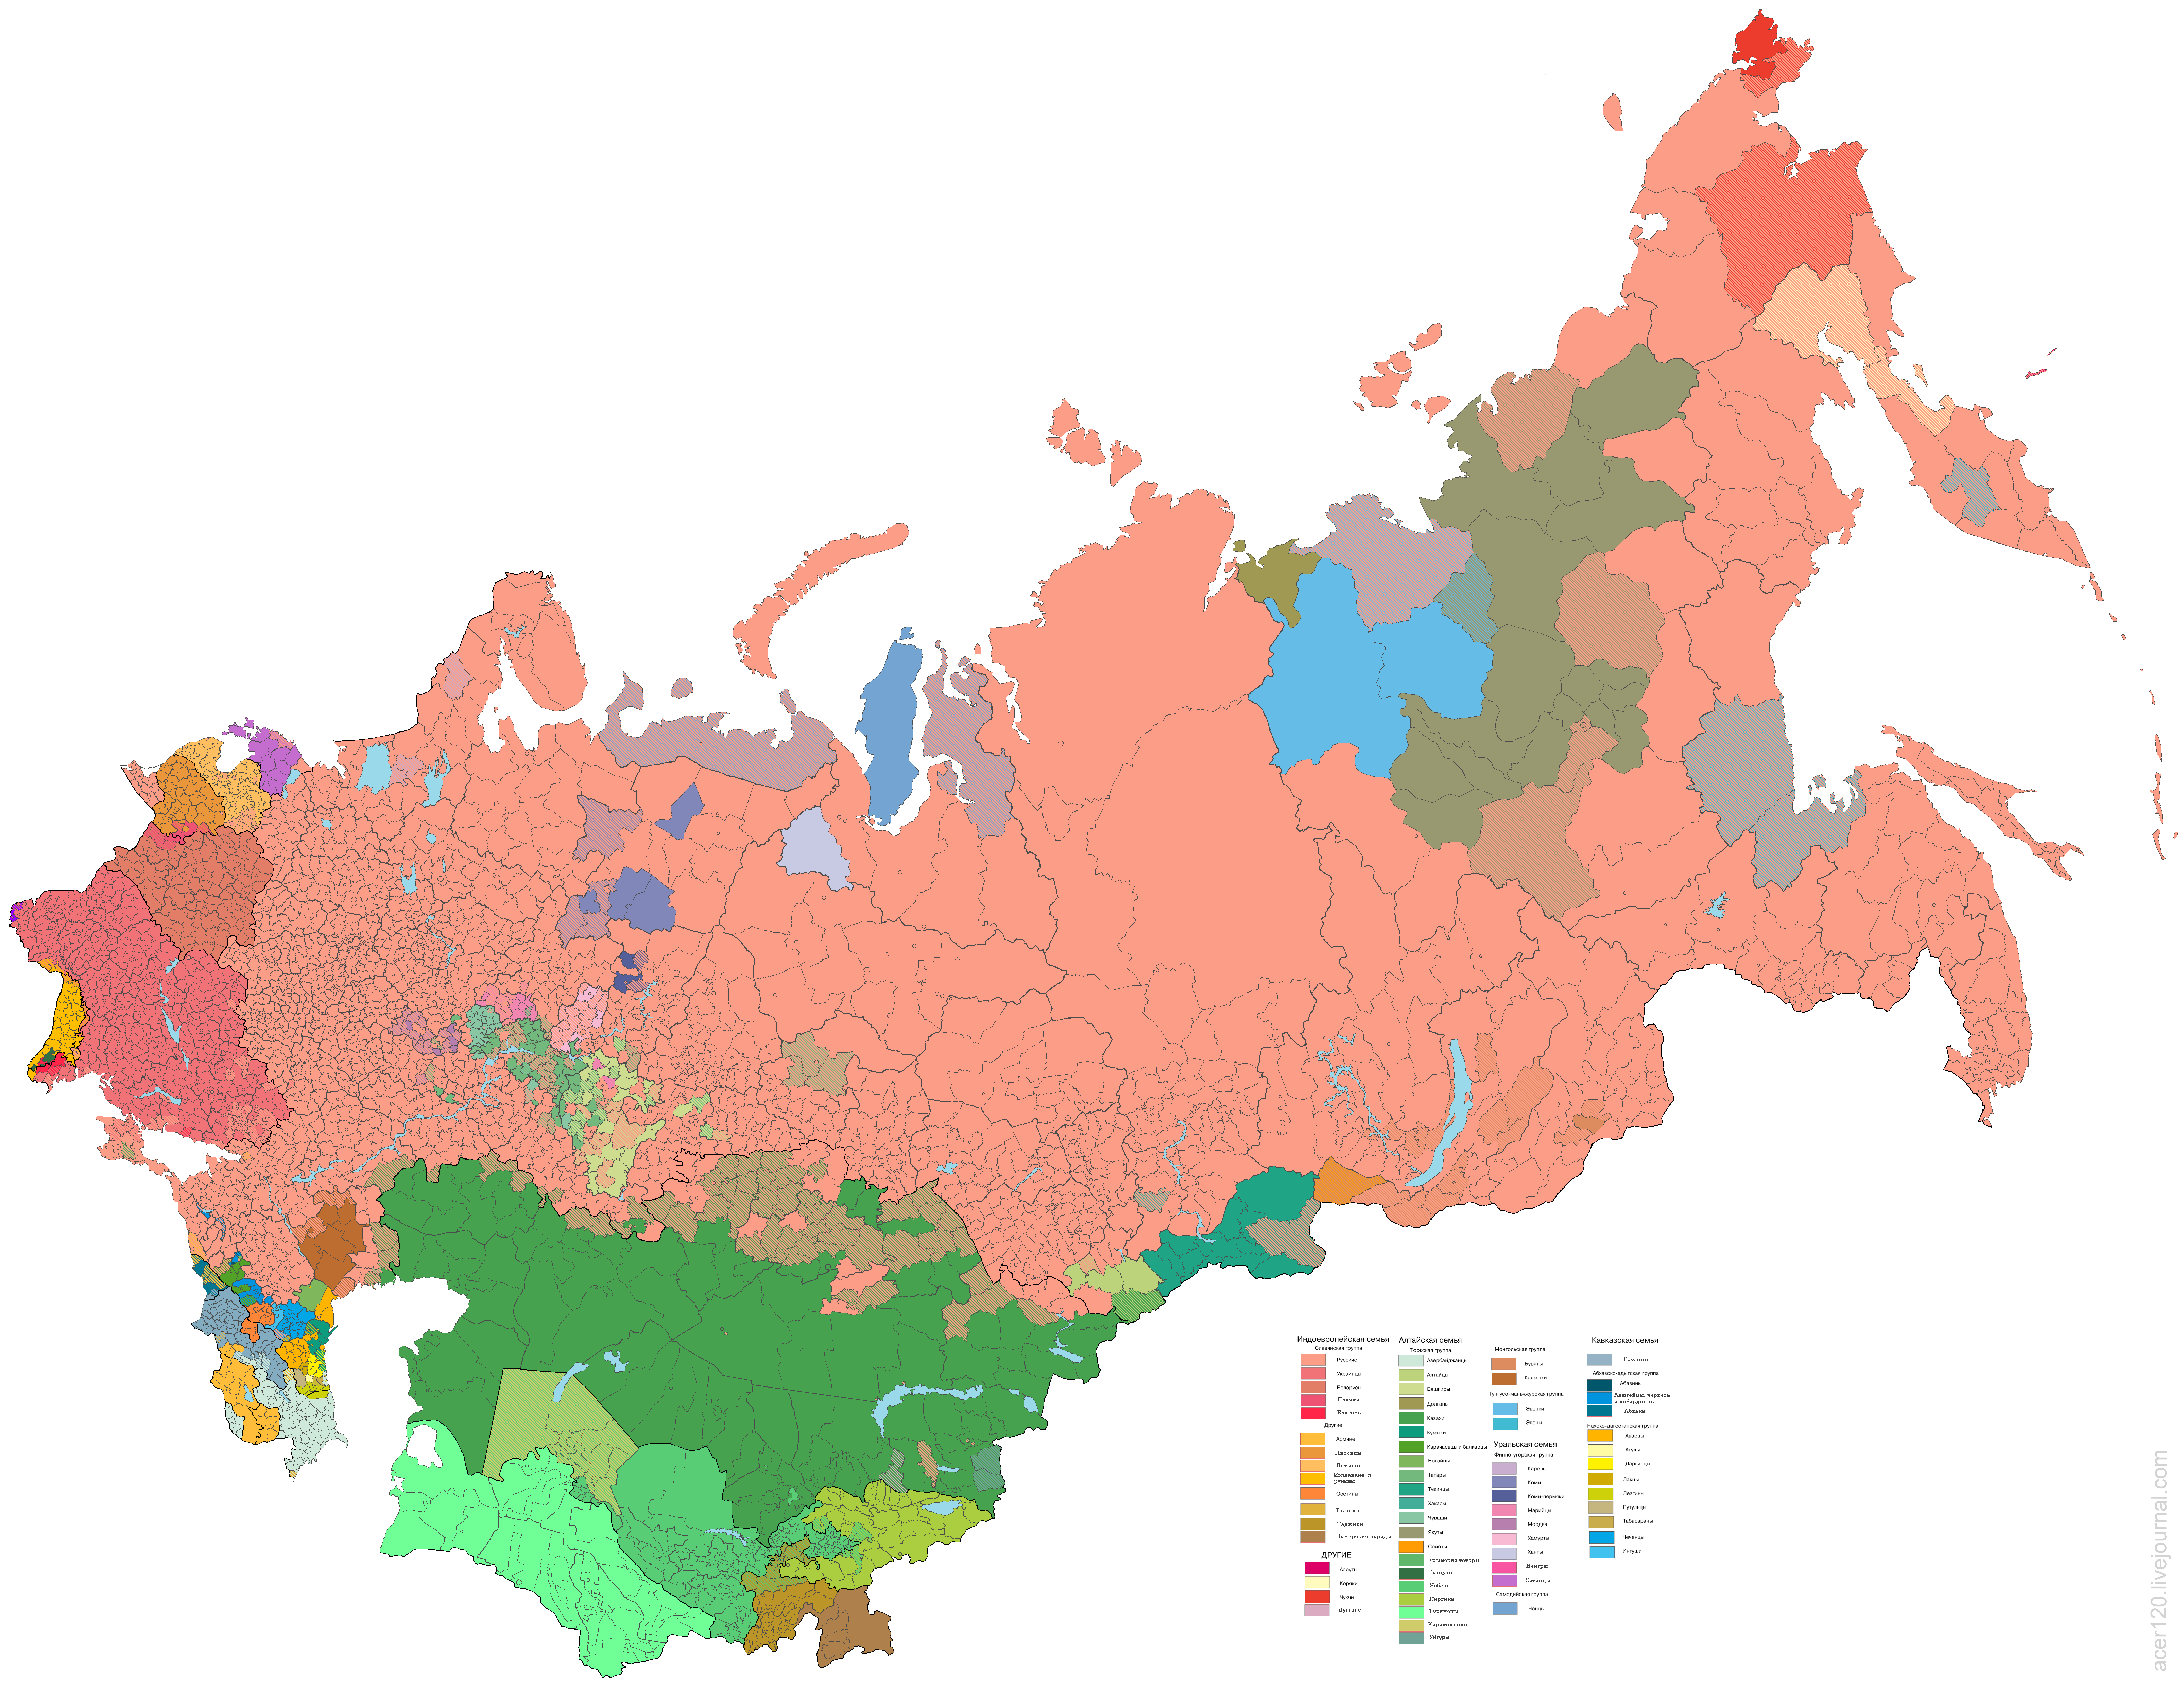 Индоевропейская семья
Славянская группа
Русские
Украинцы
Белорусы
Поляки
Болгары
Другие
Армяне
Литовцы
Латыши
Молдаване и
румыны
Осетины
Талыши
Таджики
Памирские народы
ДРУГИЕ
Алеуты
Коряки
Чукчи
Дунгане
Алтайская семья
Тюркская группа
Азербайджанцы
Алтайцы
Башкиры
Долганы
Казахи
Кумыки
Карачаевцы и балкарцы
Ногайцы
Татары
Тувинцы
Хакасы
Чуваши
Якуты
Сойоты
Крымские татары
Гагаузы
Узбеки
Киргизы
Туркмены
Каракалпаки
Уйгуры
Монгольская группа
Буряты
Калмыки
Тунгусо-маньчжурская группа
Эвенки
Эвены
Уральская семья
Финно-угорская группа
Карелы
Коми
Коми-пермяки
Марийцы
Мордва
Удмурты
Ханты
Венгры
Эстонцы
Самодийская группа
Ненцы
Кавказская семья
Грузины
Абхазско-адыгская группа
Абазины
Адыгейцы, черкесы
и кабардинцы
Абхазы
Нахско-дагестанская группа
Аварцы
Агулы
Даргинцы
Лакцы
Лезгины
Рутульцы
Табасараны
Чеченцы
Ингуши
acer120.livejournal.com